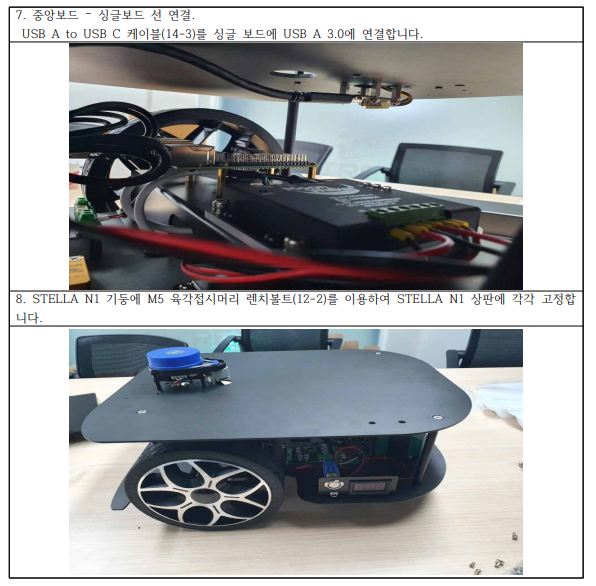 7. 중앙보드 - 싱글보드 선 연결.
USB A to USB C 케이블(14-3)를 싱글 보드에 USB A 3.0에 연결합니다.
8. STELLA N1 기둥에 M5 육각접시머리 렌치볼트(12-2)를 이용하여 STELLA N1 상판에 각각 고정합
니다.